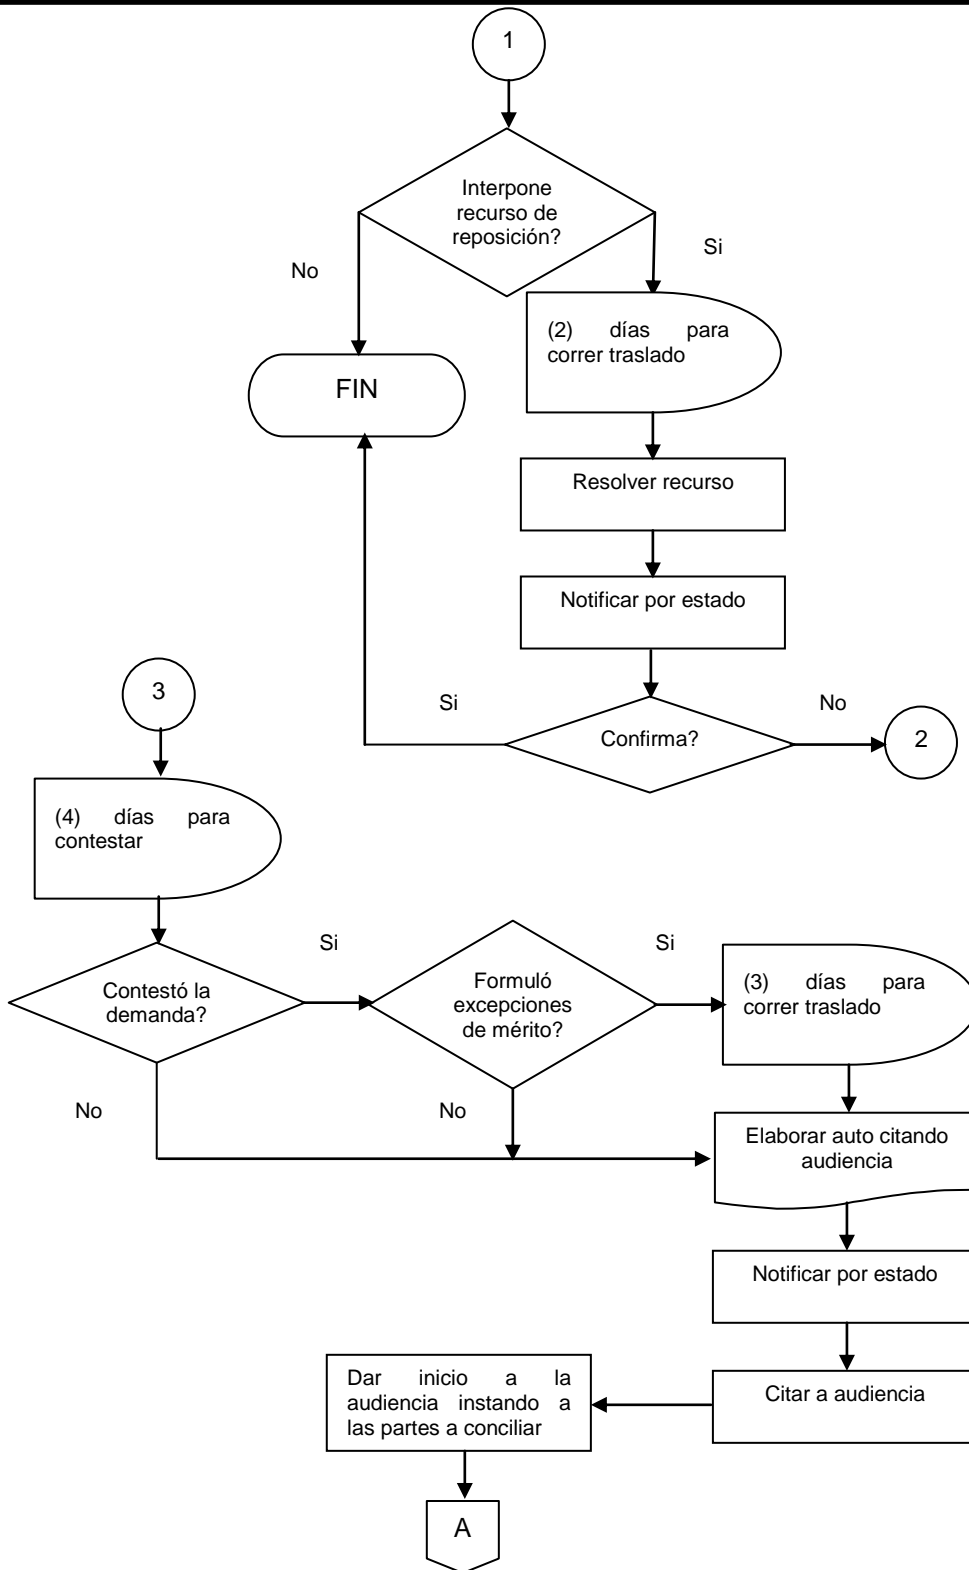 1
Interpone
recurso de
reposición?
No
Si
(2) días para
correr traslado
FIN
Resolver recurso
Notificar por estado
3
Si
Confirma?
No
2
(4) días para
contestar
Contestó la
demanda?
Si
Formuló
excepciones
de mérito?
Si
(3) días para
correr traslado
No
No
Elaborar auto citando
audiencia
Notificar por estado
Citar a audiencia
Dar inicio a la
audiencia instando a
las partes a conciliar
A